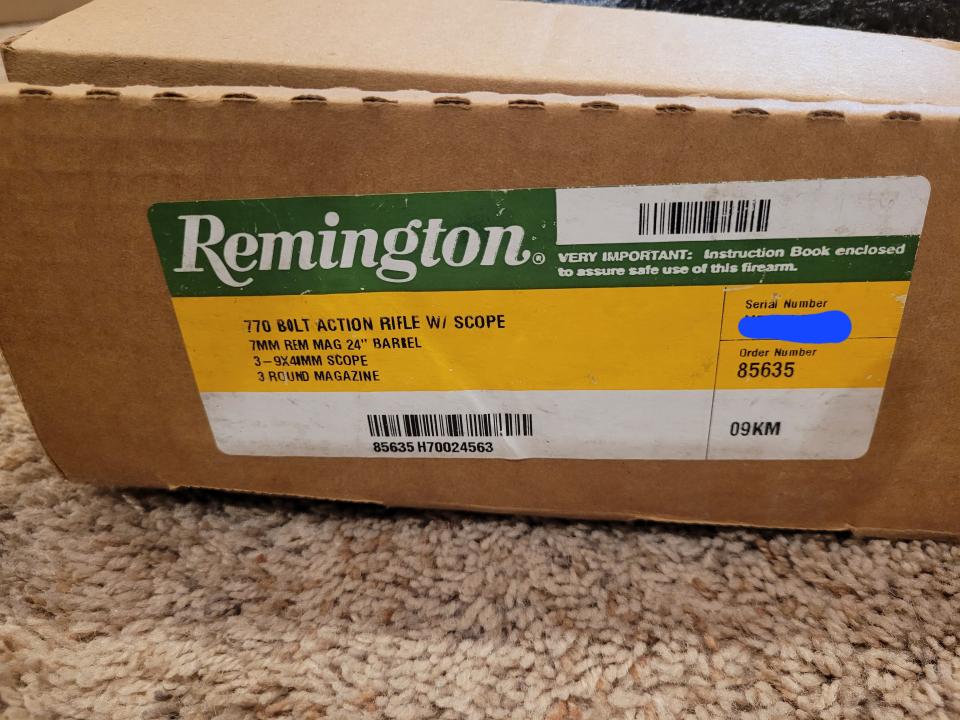 Remington®
VERY IMPORTANT: Instruction Book enclosed
to assure safe use of this firearm.
770 BOLT ACTION RIFLE W/ SCOPE
7MM REM MAG 24" BARREL
3-9X40MM SCOPE
3 ROUND MAGAZINE
Serial Number
Order Number
85635
85635 H70024563
09KM